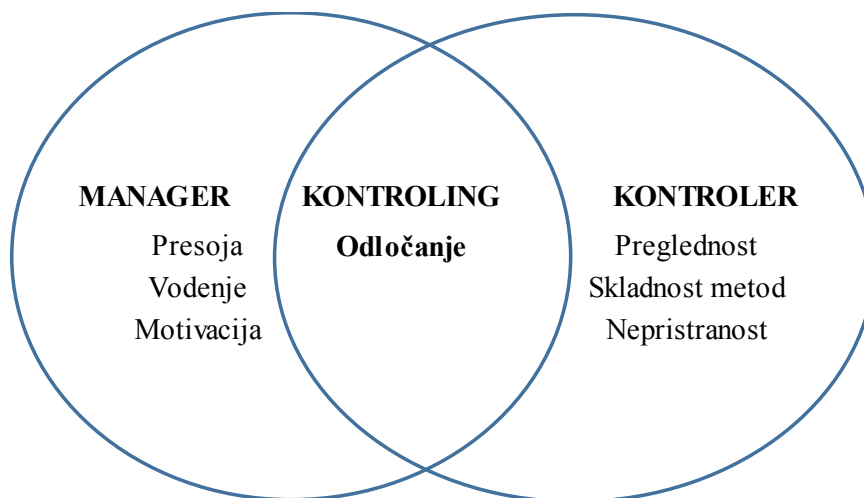 MANAGER
Presoja
Vodenje
Motivacija
KONTROLING
Odločanje
KONTROLER
Preglednost
Skladnost metod
Nepristranost